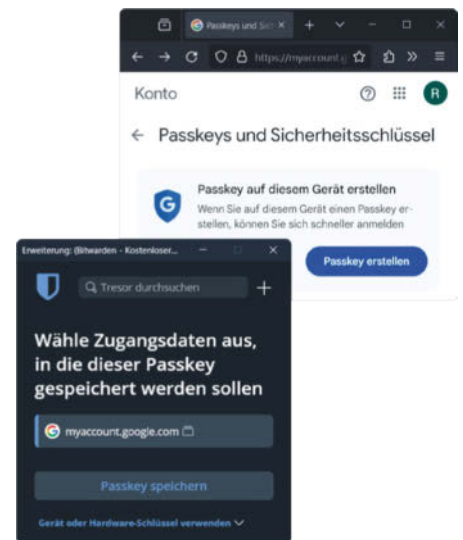 Passkeys und Sic
https://myaccount.g
Konto
R
Passkeys und Sicherheitsschlüssel
G
Passkey auf diesem Gerät erstellen
Wenn Sie auf diesem Gerät einen Passkey er-
stellen, können Sie sich schneller anmelden
Passkey erstellen
Erweiterung: (Bitwarden - Kostenloser...
Tresor durchsuchen
Wähle Zugangsdaten aus,
in die dieser Passkey
gespeichert werden sollen
myaccount.google.com
Passkey speichern
Gerät oder Hardware-Schlüssel verwenden